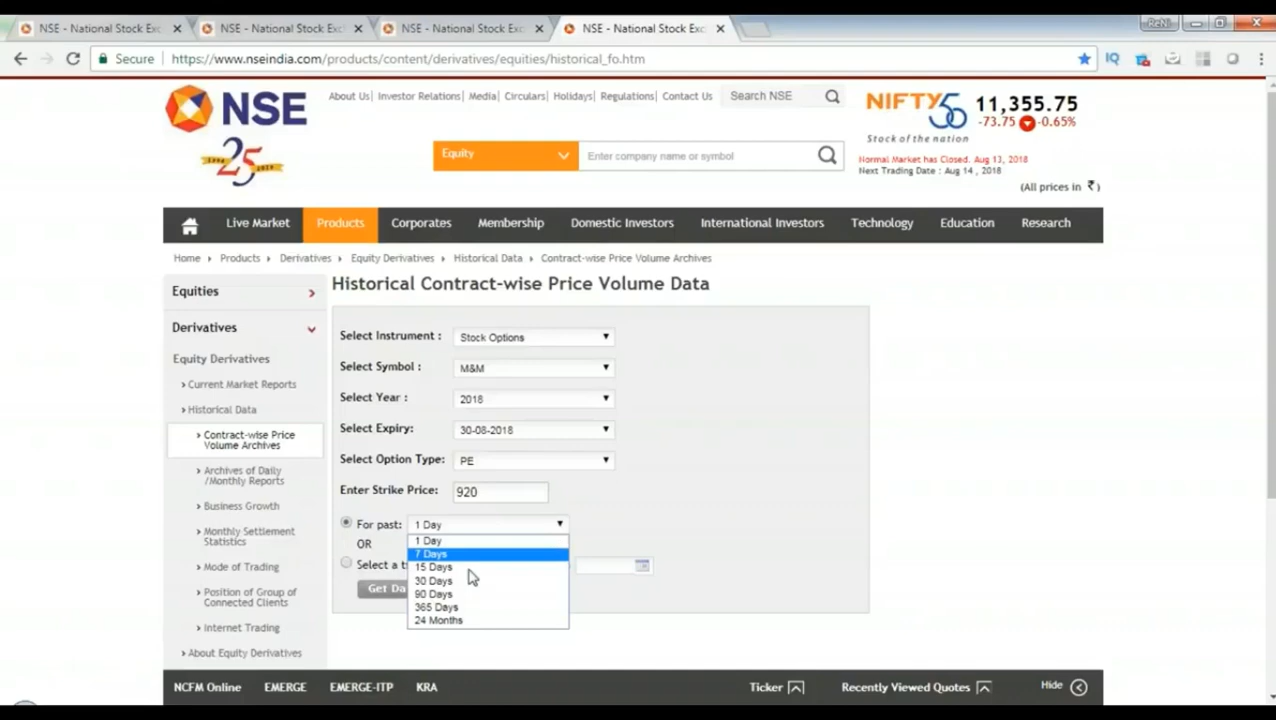 NSE - National Stock Exc
NSE - National Stock Exc
NSE - National Stock Exc
NSE - National Stock Exc
ReNi
Secure
https://www.nseindia.com/products/content/derivatives/equities/historical_fo.htm
IQ
NSE
25
About Us| Investor Relations| Media| Circulars| Holidays| Regulations| Contact Us
Search NSE
NIFTY50
Stock of the nation
11,355.75
-73.75 -0.65%
Equity
Enter company name or symbol
Normal Market has Closed. Aug 13, 2018
Next Trading Date : Aug 14 , 2018
(All prices in ₹ )
Live Market Products Corporates Membership Domestic Investors International Investors Technology Education Research
Home › Products › Derivatives › Equity Derivatives › Historical Data › Contract-wise Price Volume Archives
Equities
Derivatives
Equity Derivatives
Current Market Reports
Historical Data
Contract-wise Price
Volume Archives
Archives of Daily
/Monthly Reports
Business Growth
Monthly Settlement
Statistics
Mode of Trading
Position of Group of
Connected Clients
Internet Trading
About Equity Derivatives
Historical Contract-wise Price Volume Data
Select Instrument : Stock Options
Select Symbol : M&M
Select Year : 2018
Select Expiry: 30-08-2018
Select Option Type: PE
Enter Strike Price: 920
For past: 1 Day
OR
1 Day
7 Days
15 Days
30 Days
90 Days
365 Days
24 Months
Select a t
Get Da
NCFM Online EMERGE EMERGE-ITP KRA
Ticker Recently Viewed Quotes Hide